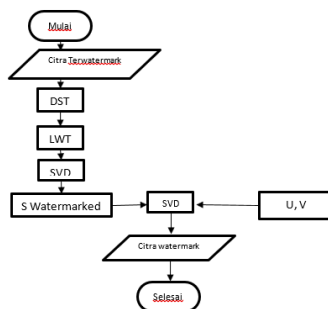 Mulai
Citra Terwatermark
DST
LWT
SVD
S Watermarked
SVD
U, V
Citra watermark
Selesai